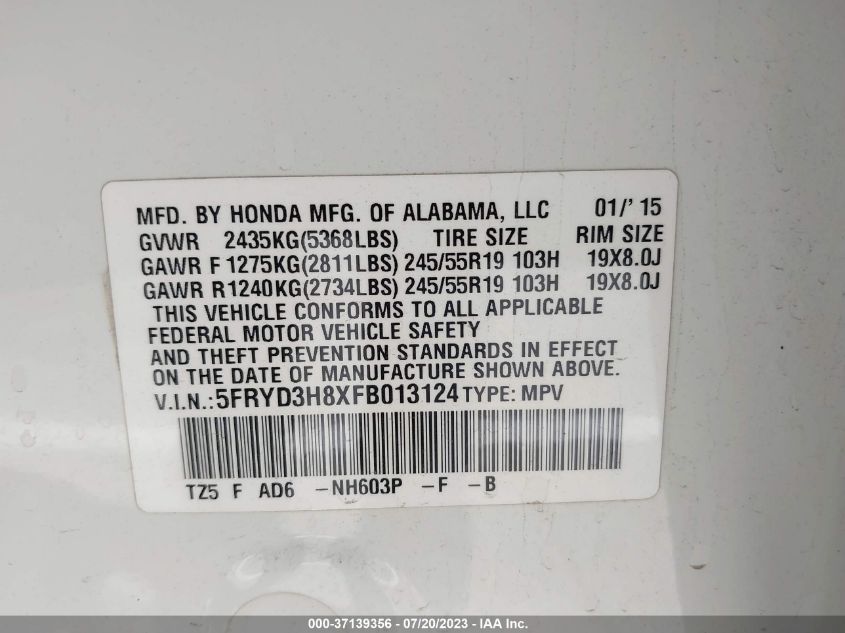 MFD. BY HONDA MFG. OF ALABAMA, LLC 01/'15
GVWR 2435KG(5368LBS) TIRE SIZE RIM SIZE
GAWR F 1275KG(2811LBS) 245/55R19 103H 19X8.0J
GAWR R 1240KG(2734LBS) 245/55R19 103H 19X8.0J
THIS VEHICLE CONFORMS TO ALL APPLICABLE
FEDERAL MOTOR VEHICLE SAFETY
AND THEFT PREVENTION STANDARDS IN EFFECT
ON THE DATE OF MANUFACTURE SHOWN ABOVE.
V.I.N.:5FRYD3H8XFB013124 TYPE: MPV
TZ5 F AD6 -NH603P -F -B
000-37139356 - 07/20/2023 - © IAA Inc.